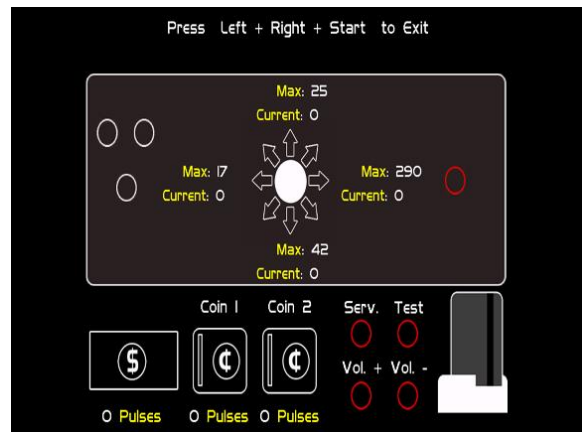 Press Left + Right + Start to Exit
Max: 25
Current: 0
Max: 17
Current: 0
Max: 290
Current: 0
Max: 42
Current: 0
Coin 1 Coin 2 Serv. Test
$ ¢ ¢
Vol. + Vol. -
0 Pulses 0 Pulses 0 Pulses